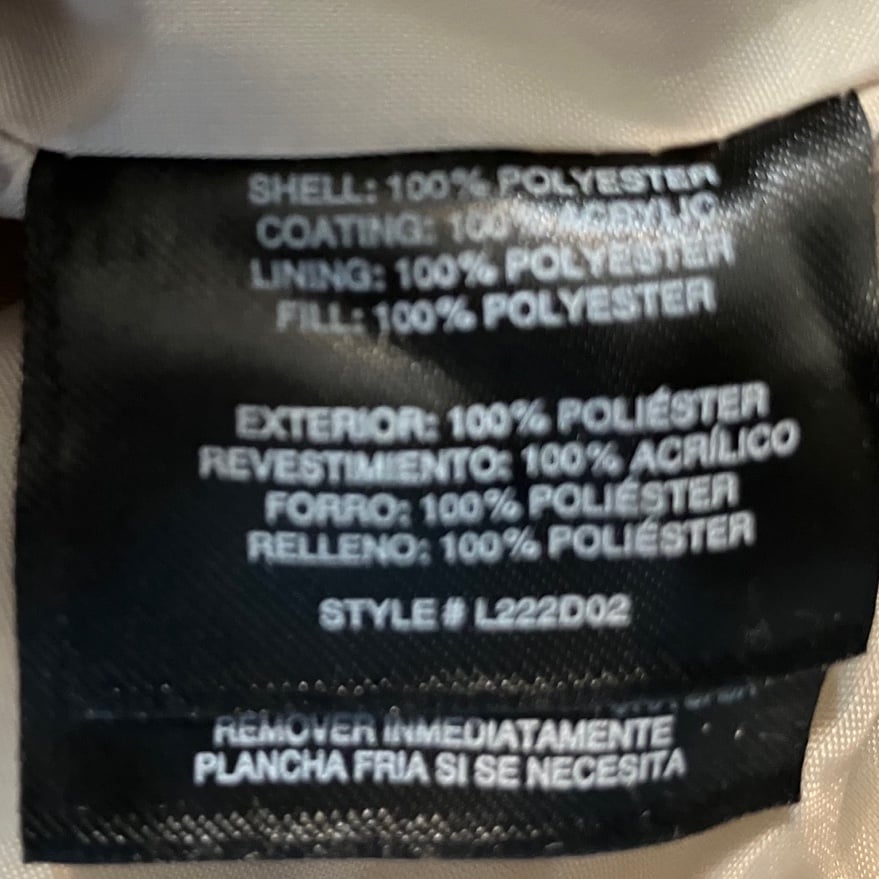 SHELL: 100% POLYESTER
COATING: 100% ACRYLIC
LINING: 100% POLYESTER
FILL: 100% POLYESTER
EXTERIOR: 100% POLIÉSTER
REVESTIMIENTO: 100% ACRÍLICO
FORRO: 100% POLIÉSTER
RELLENO: 100% POLIÉSTER
STYLE # L222D02
REMOVER INMEDIATAMENTE
PLANCHA FRIA SI SE NECESITA